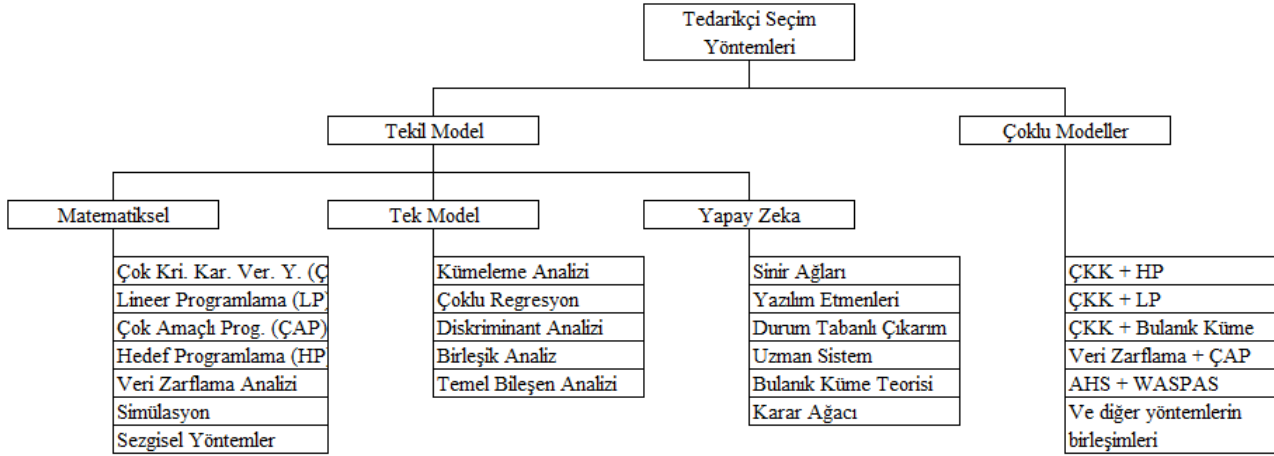 Tedarikçi Seçim
Yöntemleri
Tekil Model
Çoklu Modeller
Matematiksel
Tek Model
Yapay Zeka
Çok Kri. Kar. Ver. Y. (Ç
Lineer Programlama (LP)
Çok Amaçlı Prog. (ÇAP)
Hedef Programlama (HP)
Veri Zarflama Analizi
Simülasyon
Sezgisel Yöntemler
Kümeleme Analizi
Çoklu Regresyon
Diskriminant Analizi
Birleşik Analiz
Temel Bileşen Analizi
Sinir Ağları
Yazılım Etmenleri
Durum Tabanlı Çıkarım
Uzman Sistem
Bulanık Küme Teorisi
Karar Ağacı
ÇKK + HP
ÇKK + LP
ÇKK + Bulanık Küme
Veri Zarflama + ÇAP
AHS + WASPAS
Ve diğer yöntemlerin
birleşimleri